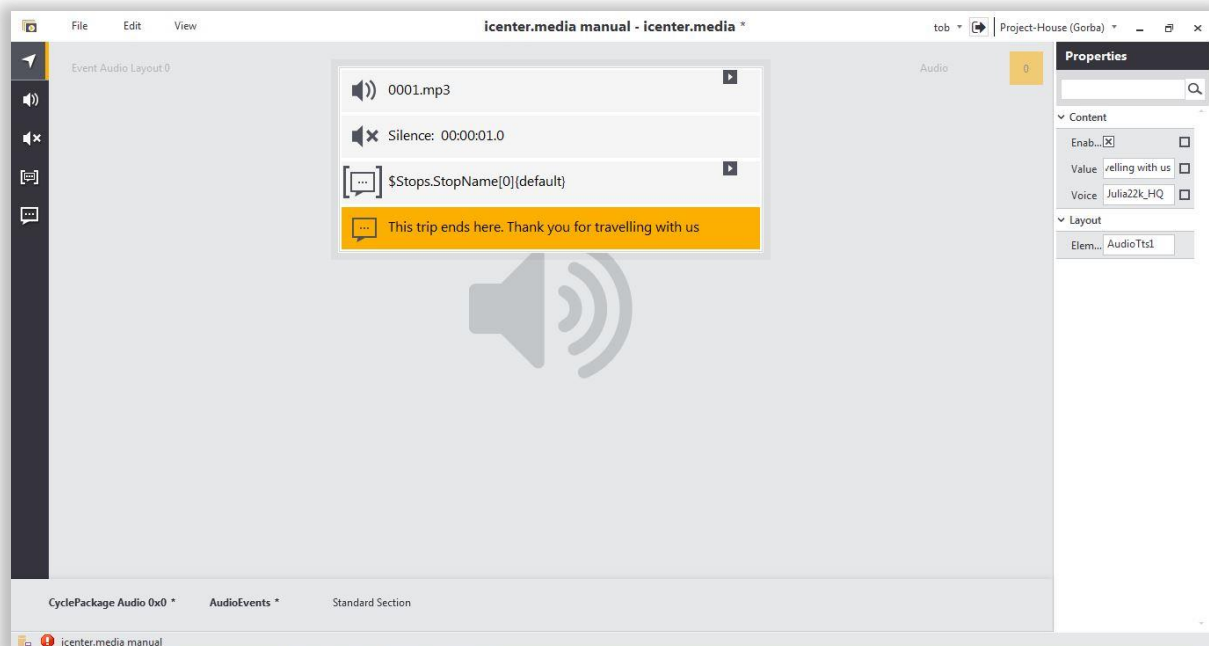 File Edit View icenter.media manual - icenter.media * tob Project-House (Gorba)
Event Audio Layout 0 Audio 0
0001.mp3
Silence: 00:00:01.0
$Stops.StopName[0]{default}
This trip ends here. Thank you for travelling with us
Properties
Content
Enab...
Value velling with us
Voice Julia22k_HQ
Layout
Elem... AudioTts1
CyclePackage Audio 0x0 * AudioEvents * Standard Section
icenter.media manual